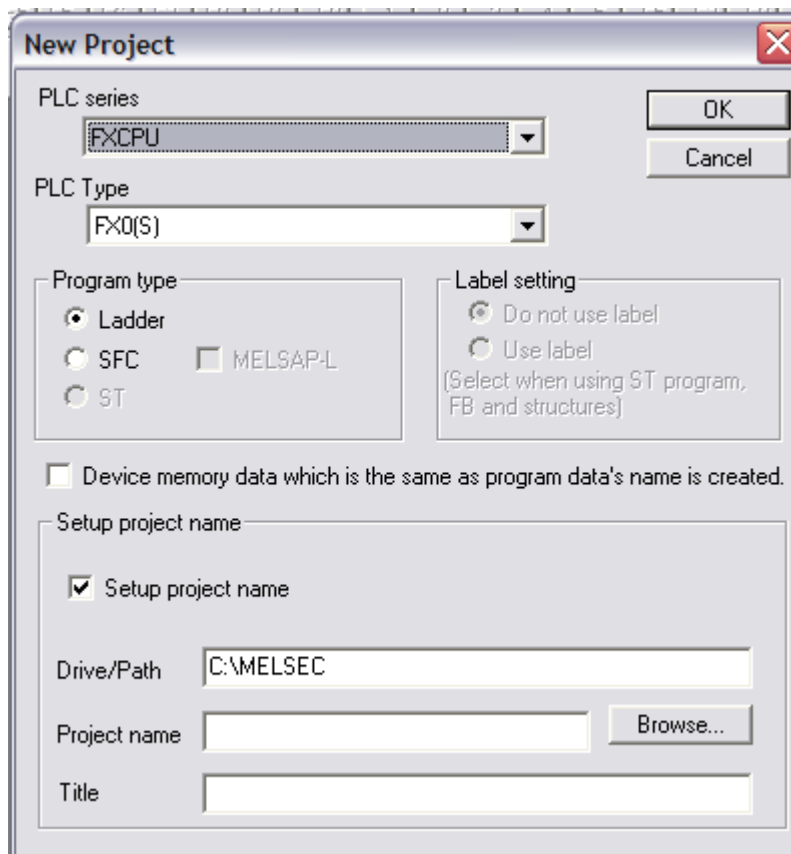 New Project
PLC series
FXCPU
OK
Cancel
PLC Type
FX0(S)
Program type
Ladder
SFC MELSAP-L
ST
Label setting
Do not use label
Use label
(Select when using ST program,
FB and structures)
Device memory data which is the same as program data's name is created.
Setup project name
Setup project name
Drive/Path C:\MELSEC
Project name Browse...
Title